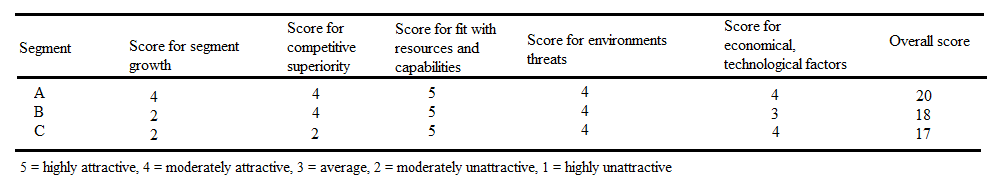 Segment Score for segment growth Score for competitive superiority Score for fit with resources and capabilities Score for environments threats Score for economical, technological factors Overall score
A 4 4 5 4 4 20
B 2 4 5 4 3 18
C 2 2 5 4 4 17
5 = highly attractive, 4 = moderately attractive, 3 = average, 2 = moderately unattractive, 1 = highly unattractive